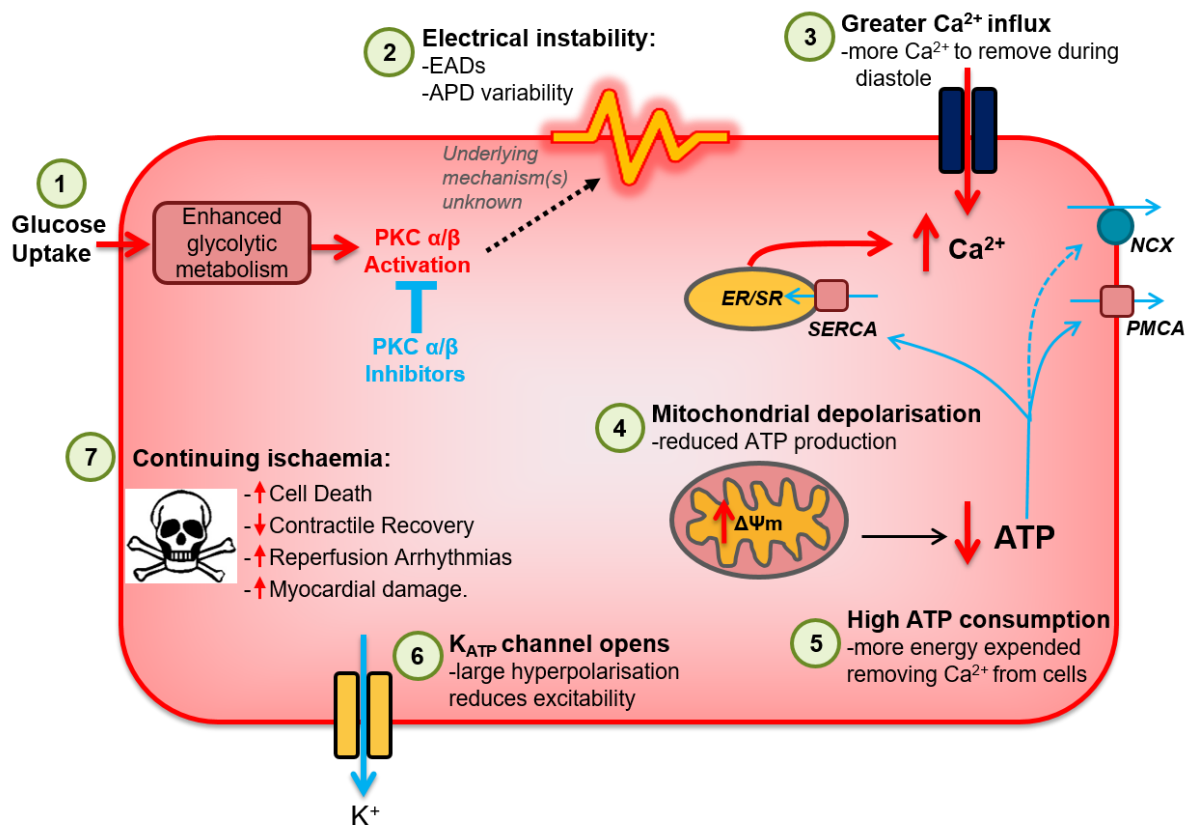 1
Glucose
Uptake
Enhanced
glycolytic
metabolism
PKC α/β
Activation
PKC α/β
Inhibitors
Underlying
mechanism(s)
unknown
2
Electrical instability:
-EADs
-APD variability
3
Greater Ca²⁺ influx
-more Ca²⁺ to remove during
diastole
Ca²⁺
NCX
PMCA
ER/SR
SERCA
4
Mitochondrial depolarisation
-reduced ATP production
ΔΨm
ATP
5
High ATP consumption
-more energy expended
removing Ca²⁺ from cells
6
K_ATP channel opens
-large hyperpolarisation
reduces excitability
K⁺
7
Continuing ischaemia:
-↑Cell Death
-↓Contractile Recovery
-↑Reperfusion Arrhythmias
-↑Myocardial damage.